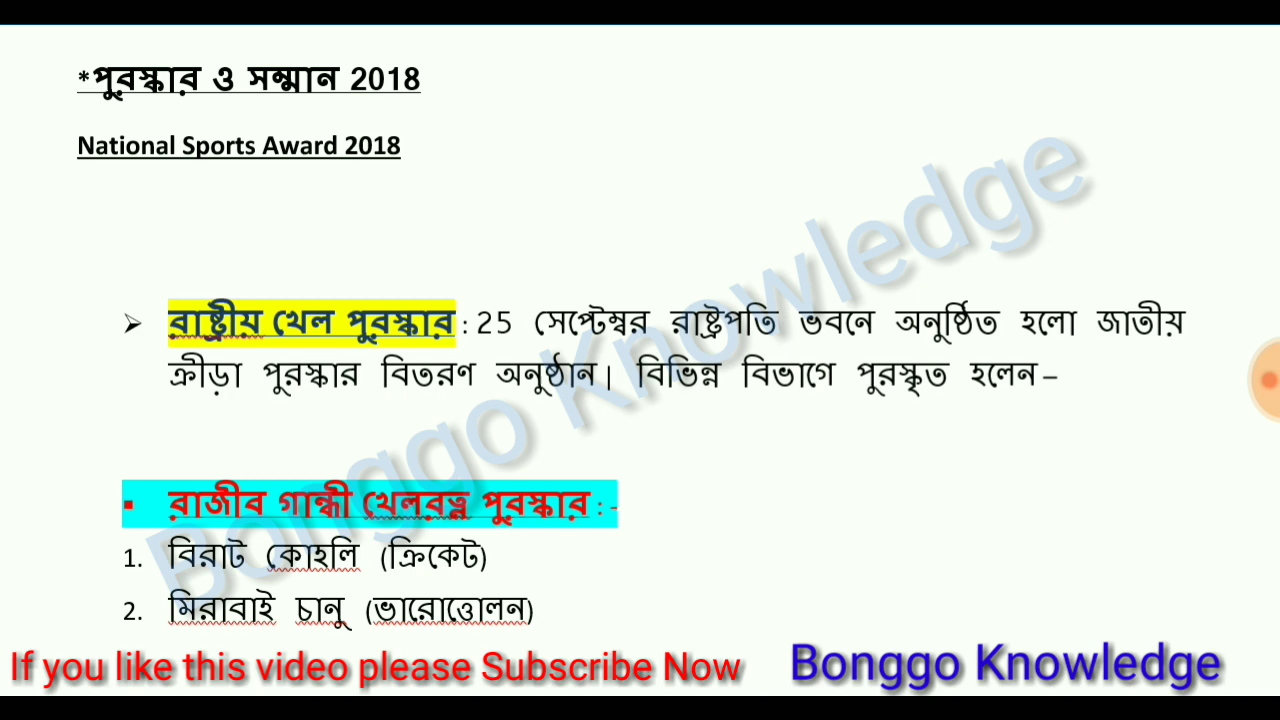 *পুরস্কার ও সম্মান 2018
National Sports Award 2018
➢ রাষ্ট্রীয় খেল পুরস্কার : 25 সেপ্টেম্বর রাষ্ট্রপতি ভবনে অনুষ্ঠিত হলো জাতীয়
ক্রীড়া পুরস্কার বিতরণ অনুষ্ঠান। বিভিন্ন বিভাগে পুরস্কৃত হলেন –
▪ রাজীব গান্ধী খেলরত্ন পুরস্কার : -
1. বিরাট কোহলি (ক্রিকেট)
2. মিরাবাই চানু (ভারোত্তোলন)
Bonggo Knowledge
If you like this video please Subscribe Now Bonggo Knowledge